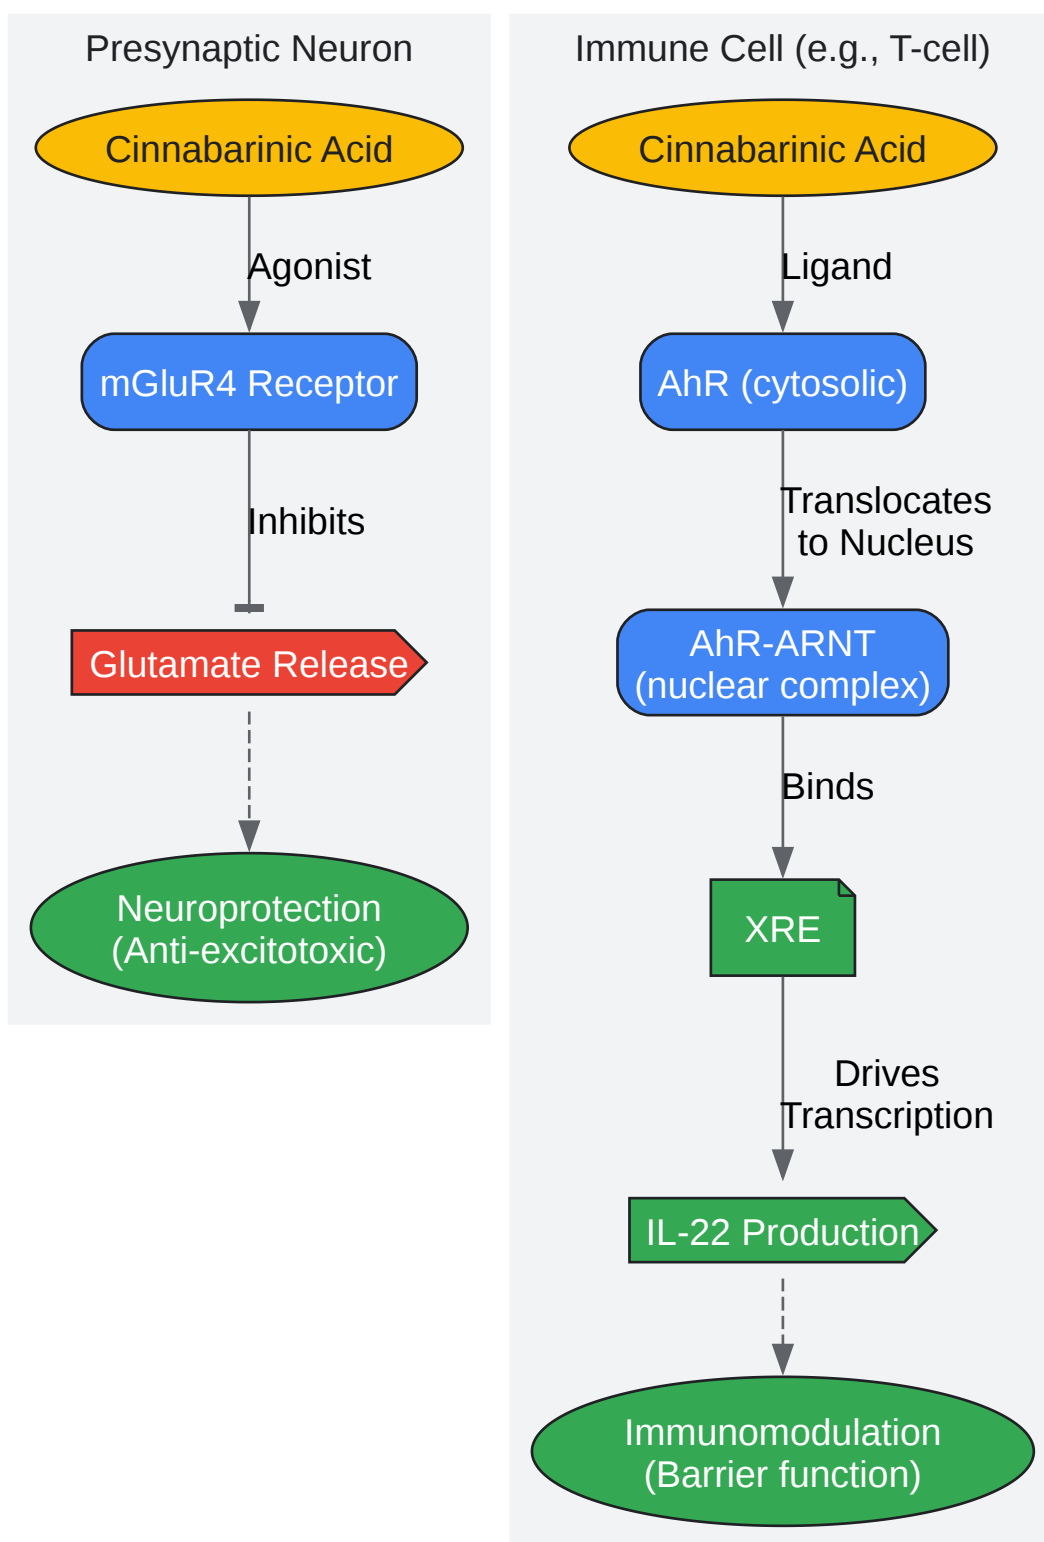 Presynaptic Neuron
Cinnabarinic Acid
Agonist
mGluR4 Receptor
Inhibits
Glutamate Release
Neuroprotection
(Anti-excitotoxic)
Immune Cell (e.g., T-cell)
Cinnabarinic Acid
Ligand
AhR (cytosolic)
Translocates
to Nucleus
AhR-ARNT
(nuclear complex)
Binds
XRE
Drives
Transcription
IL-22 Production
Immunomodulation
(Barrier function)